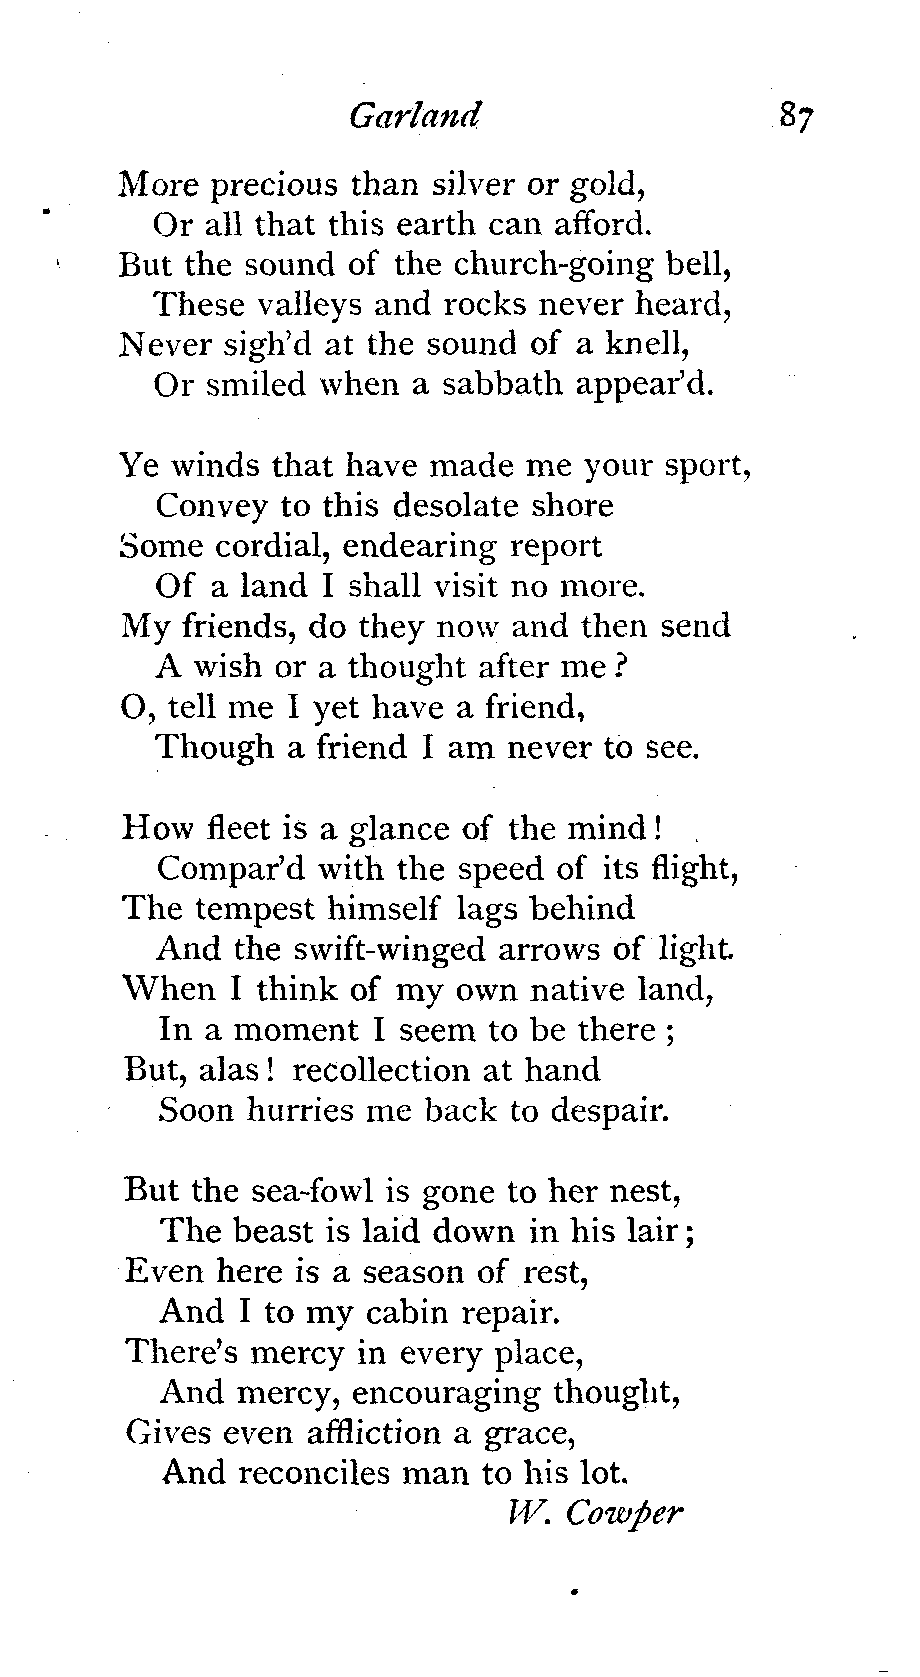 Garland 87
More precious than silver or gold,
Or all that this earth can afford.
But the sound of the church-going bell,
These valleys and rocks never heard,
Never sigh'd at the sound of a knell,
Or smiled when a sabbath appear'd.
Ye winds that have made me your sport,
Convey to this desolate shore
Some cordial, endearing report
Of a land I shall visit no more.
My friends, do they now and then send
A wish or a thought after me ?
O, tell me I yet have a friend,
Though a friend I am never to see.
How fleet is a glance of the mind !
Compar'd with the speed of its flight,
The tempest himself lags behind
And the swift-winged arrows of light.
When I think of my own native land,
In a moment I seem to be there ;
But, alas ! recollection at hand
Soon hurries me back to despair.
But the sea-fowl is gone to her nest,
The beast is laid down in his lair ;
Even here is a season of rest,
And I to my cabin repair.
There's mercy in every place,
And mercy, encouraging thought,
Gives even affliction a grace,
And reconciles man to his lot.
W. Cowper